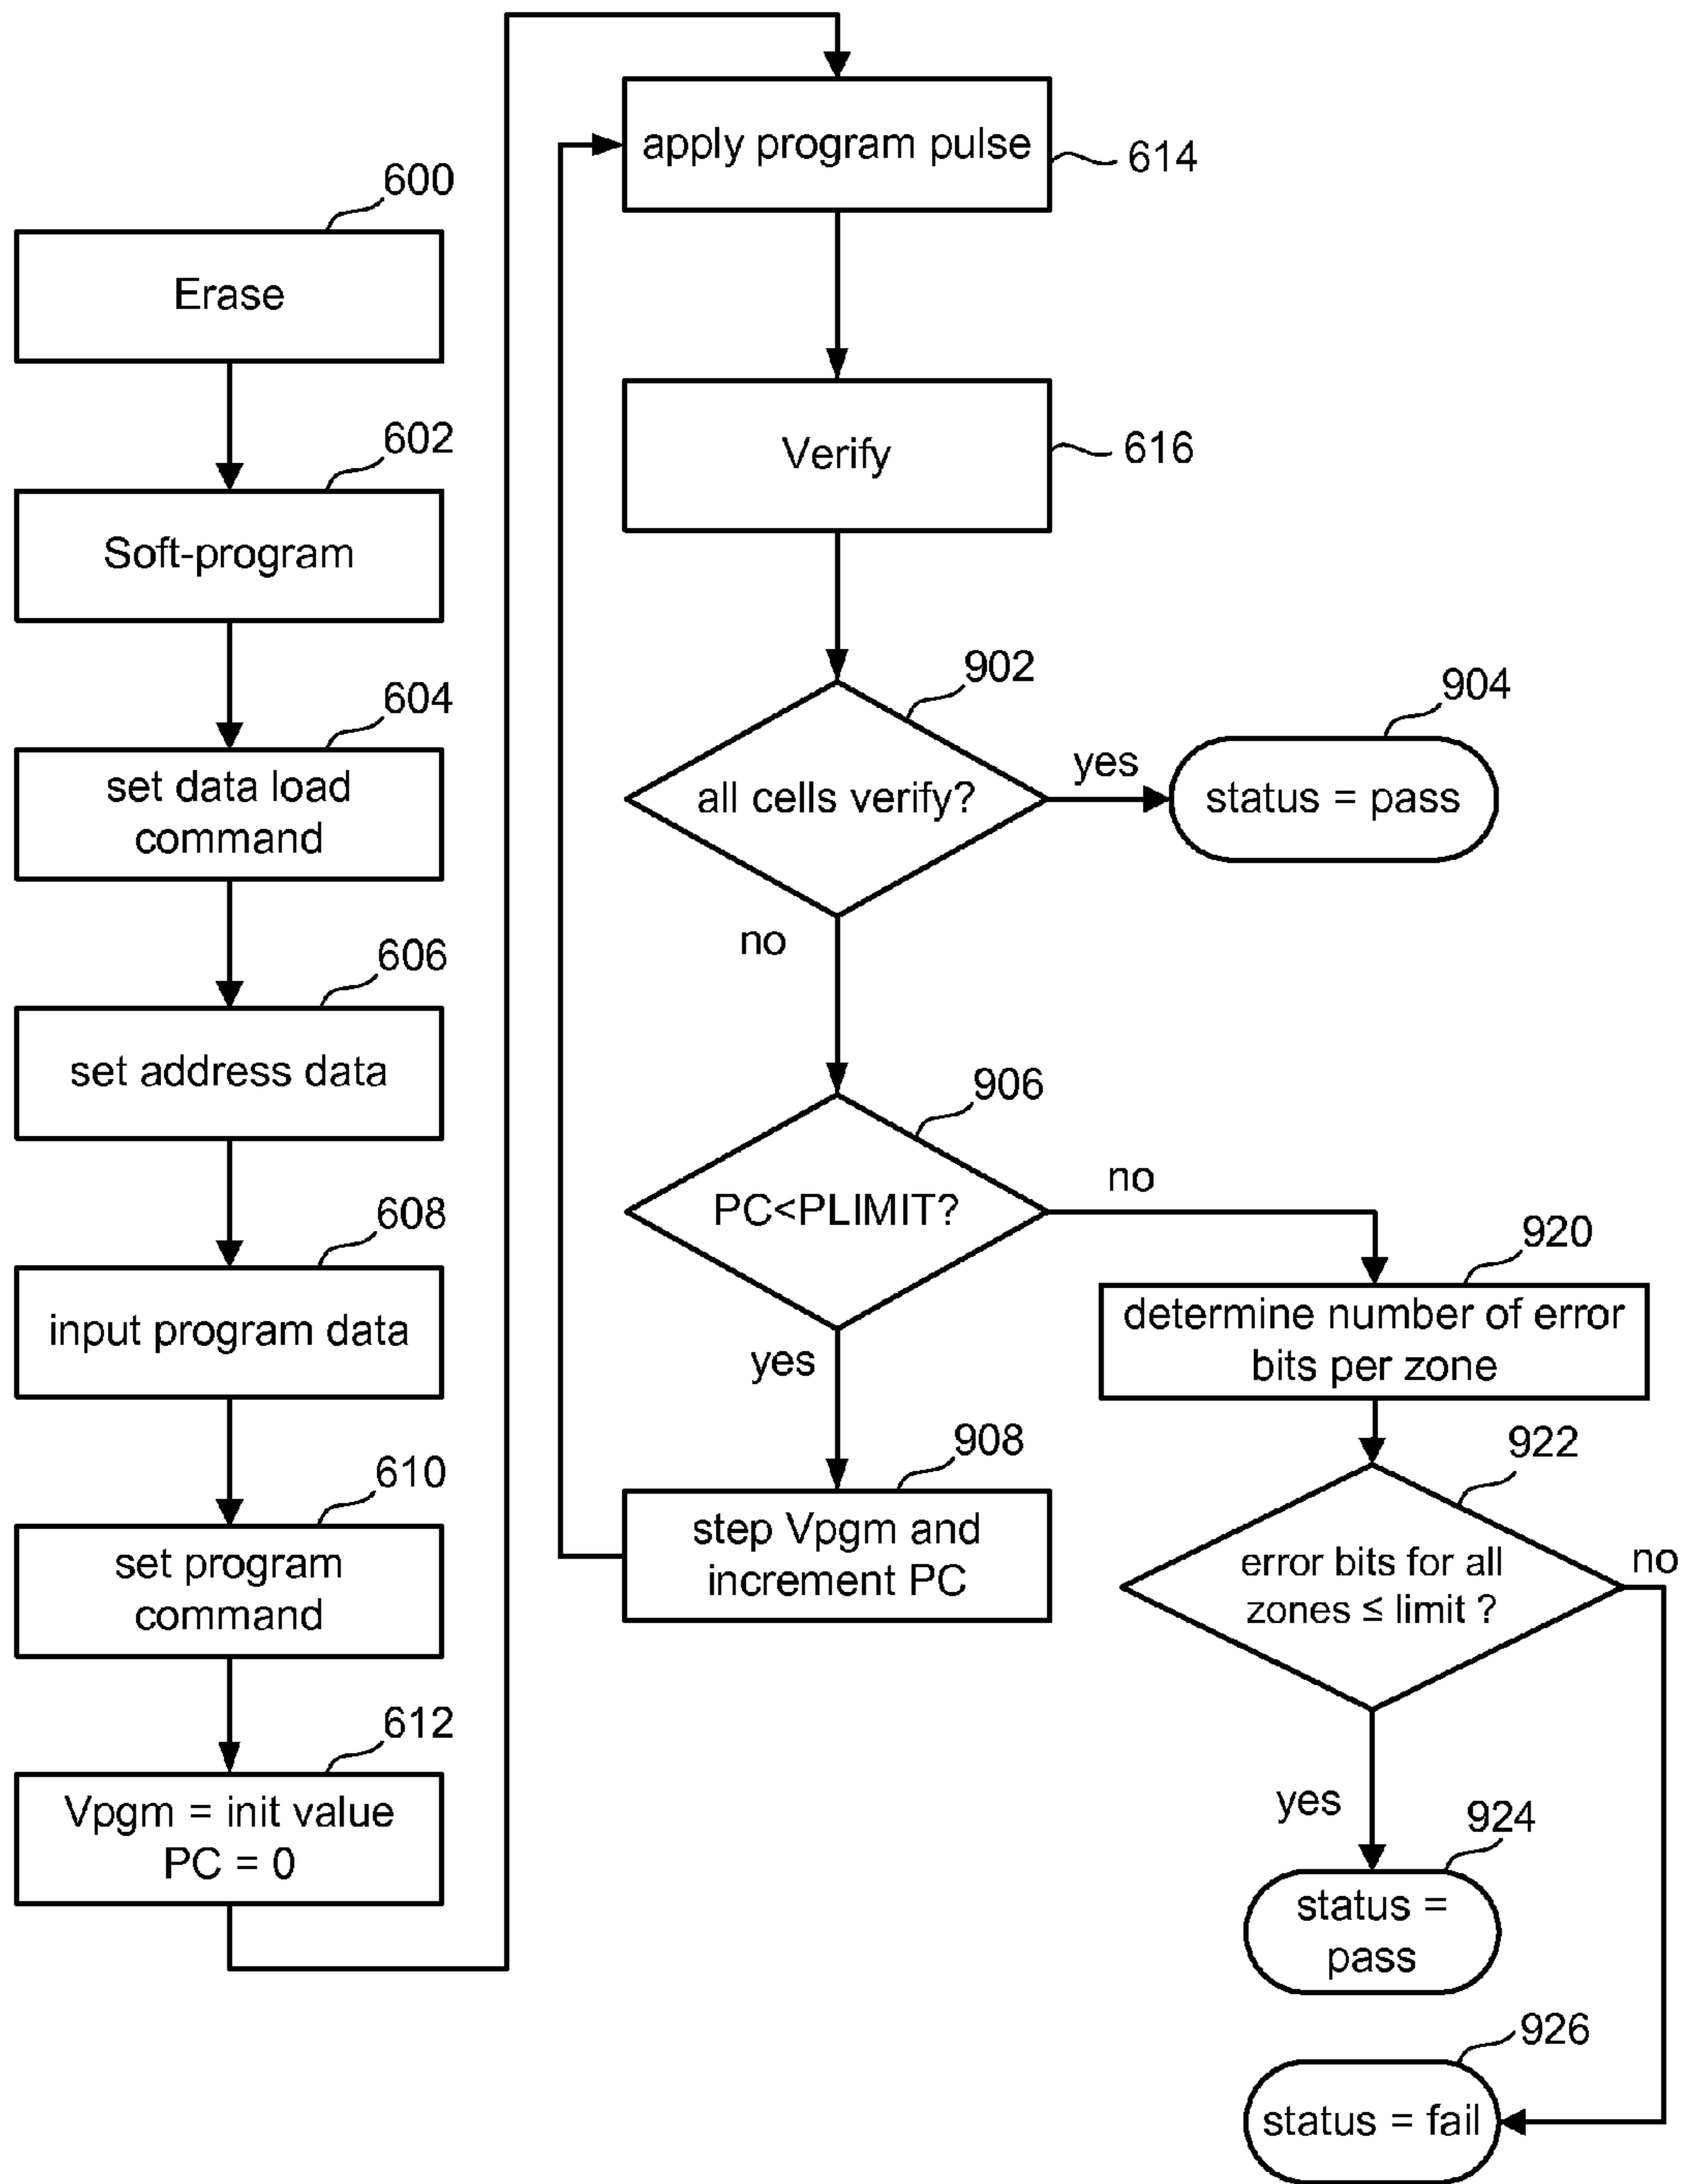 600
Erase
602
Soft-program
604
set data load
command
606
set address data
608
input program data
610
set program
command
612
Vpgm = init value
PC = 0
apply program pulse
614
Verify
616
902
all cells verify?
yes
904
status = pass
no
906
PC<PLIMIT?
no
yes
908
step Vpgm and
increment PC
920
determine number of error
bits per zone
922
error bits for all
zones ≤ limit ?
no
yes
924
status =
pass
926
status = fail